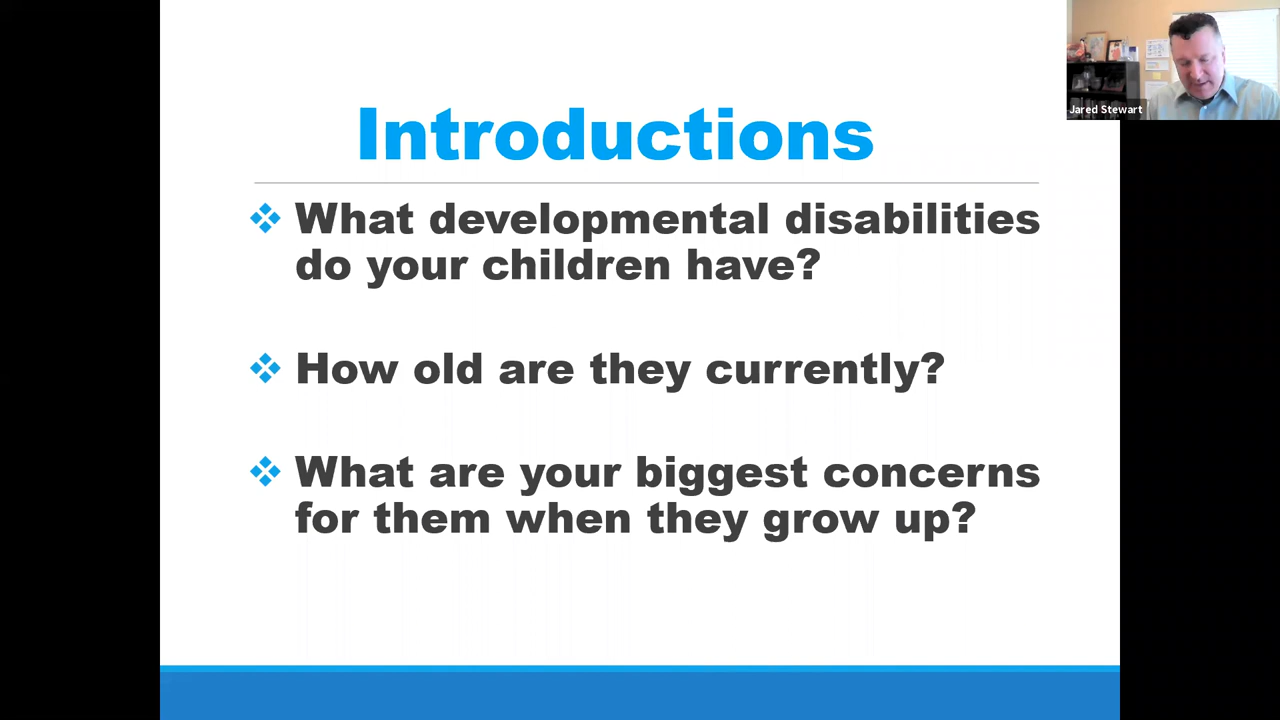 Introductions
What developmental disabilities
do your children have?
How old are they currently?
What are your biggest concerns
for them when they grow up?
Jared Stewart